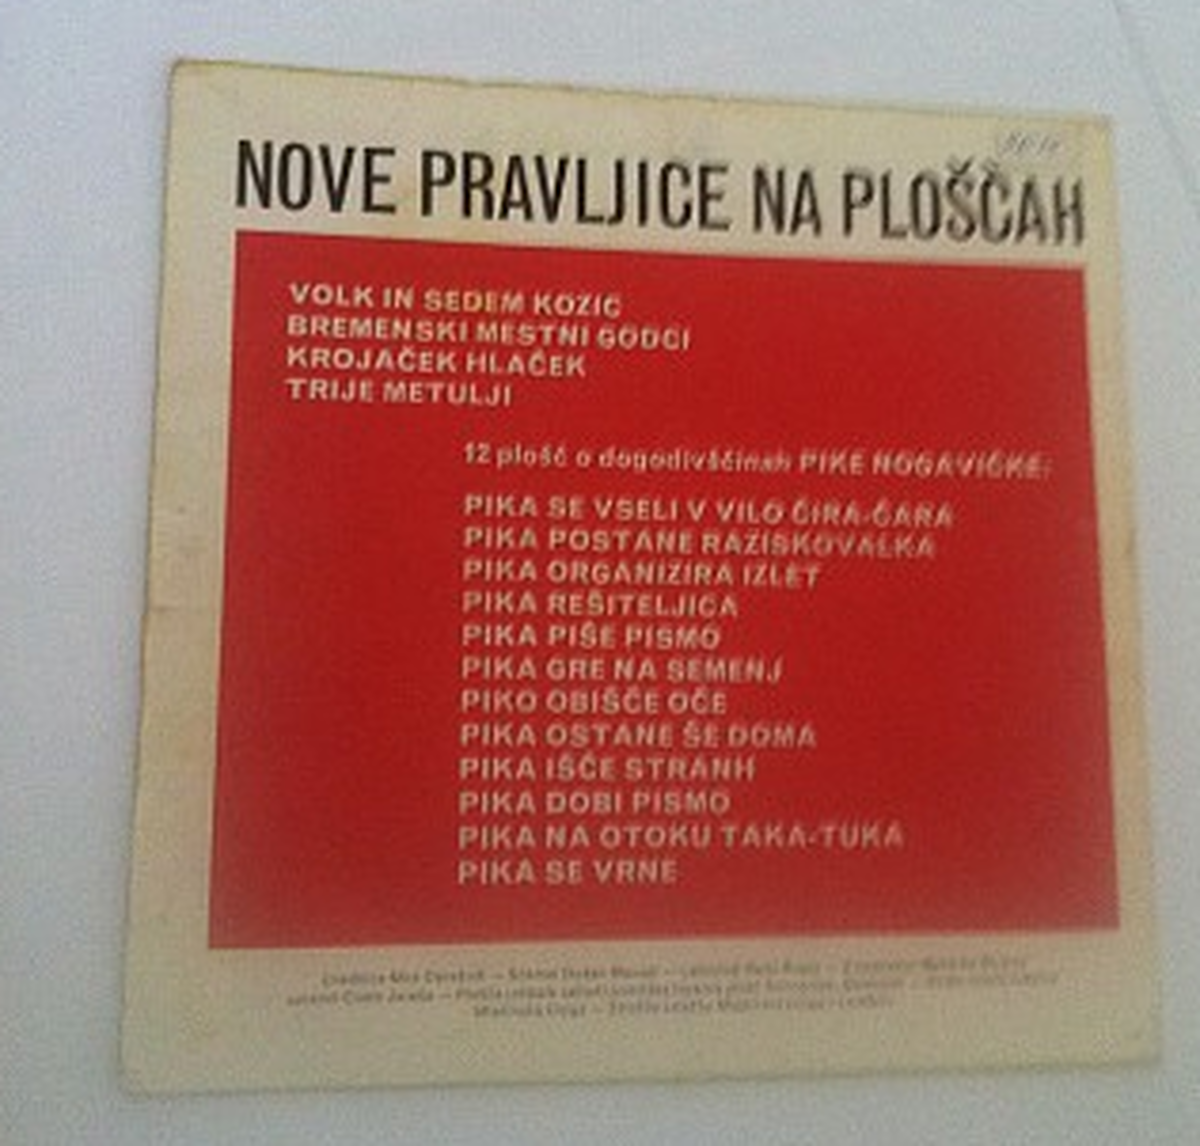 NOVE PRAVLJICE NA PLOŠČAH
VOLK IN SEDEM KOZIC
BREMENSKI MESTNI GODCI
KROJAČEK HLAČEK
TRIJE METULJI
12 plošč o dogodivščinah PIKE NOGAVIČKE:
PIKA SE VSELI V VILO ČIRA-ČARA
PIKA POSTANE RAZISKOVALKA
PIKA ORGANIZIRA IZLET
PIKA REŠITELJICA
PIKA PIŠE PISMO
PIKA GRE NA SEMENJ
PIKO OBIŠČE OČE
PIKA OSTANE ŠE DOMA
PIKA IŠČE STRANH
PIKA DOBI PISMO
PIKA NA OTOKU TAKA-TUKA
PIKA SE VRNE